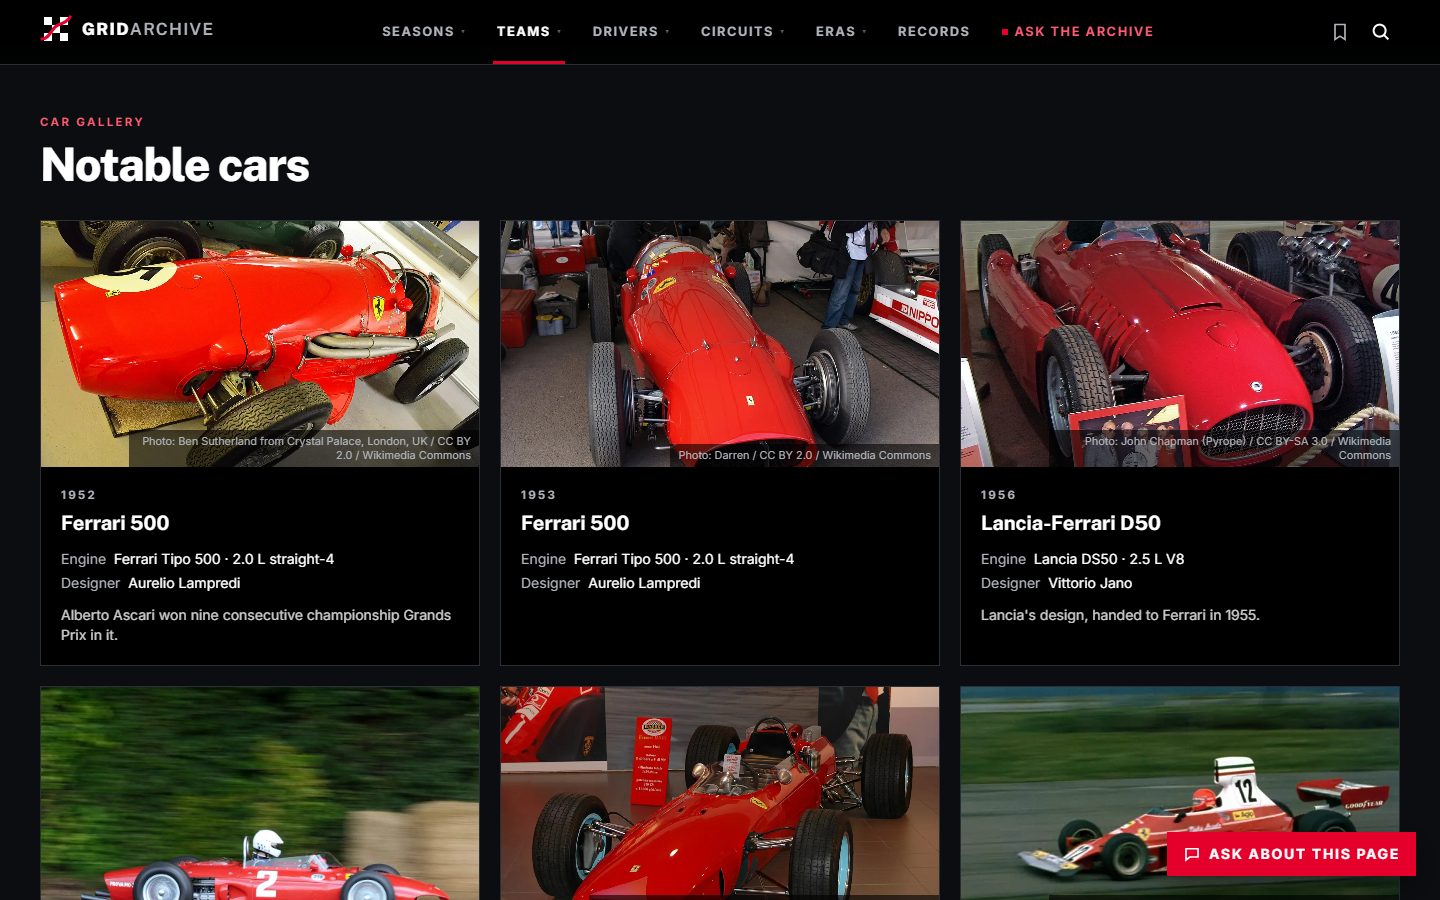 GRIDARCHIVE
SEASONS
TEAMS
DRIVERS
CIRCUITS
ERAS
RECORDS
ASK THE ARCHIVE
CAR GALLERY
Notable cars
Photo: Ben Sutherland from Crystal Palace, London, UK / CC BY
2.0 / Wikimedia Commons
1952
Ferrari 500
Engine Ferrari Tipo 500 · 2.0 L straight-4
Designer Aurelio Lampredi
Alberto Ascari won nine consecutive championship Grands
Prix in it.
NIPPO
Photo: Darren / CC BY 2.0 / Wikimedia Commons
1953
Ferrari 500
Engine Ferrari Tipo 500 · 2.0 L straight-4
Designer Aurelio Lampredi
Photo: John Chapman (Pyrope) / CC BY-SA 3.0 / Wikimedia
Commons
1956
Lancia-Ferrari D50
Engine Lancia DS50 · 2.5 L V8
Designer Vittorio Jano
Lancia's design, handed to Ferrari in 1955.
2
12
GOODYEAR
ASK ABOUT THIS PAGE